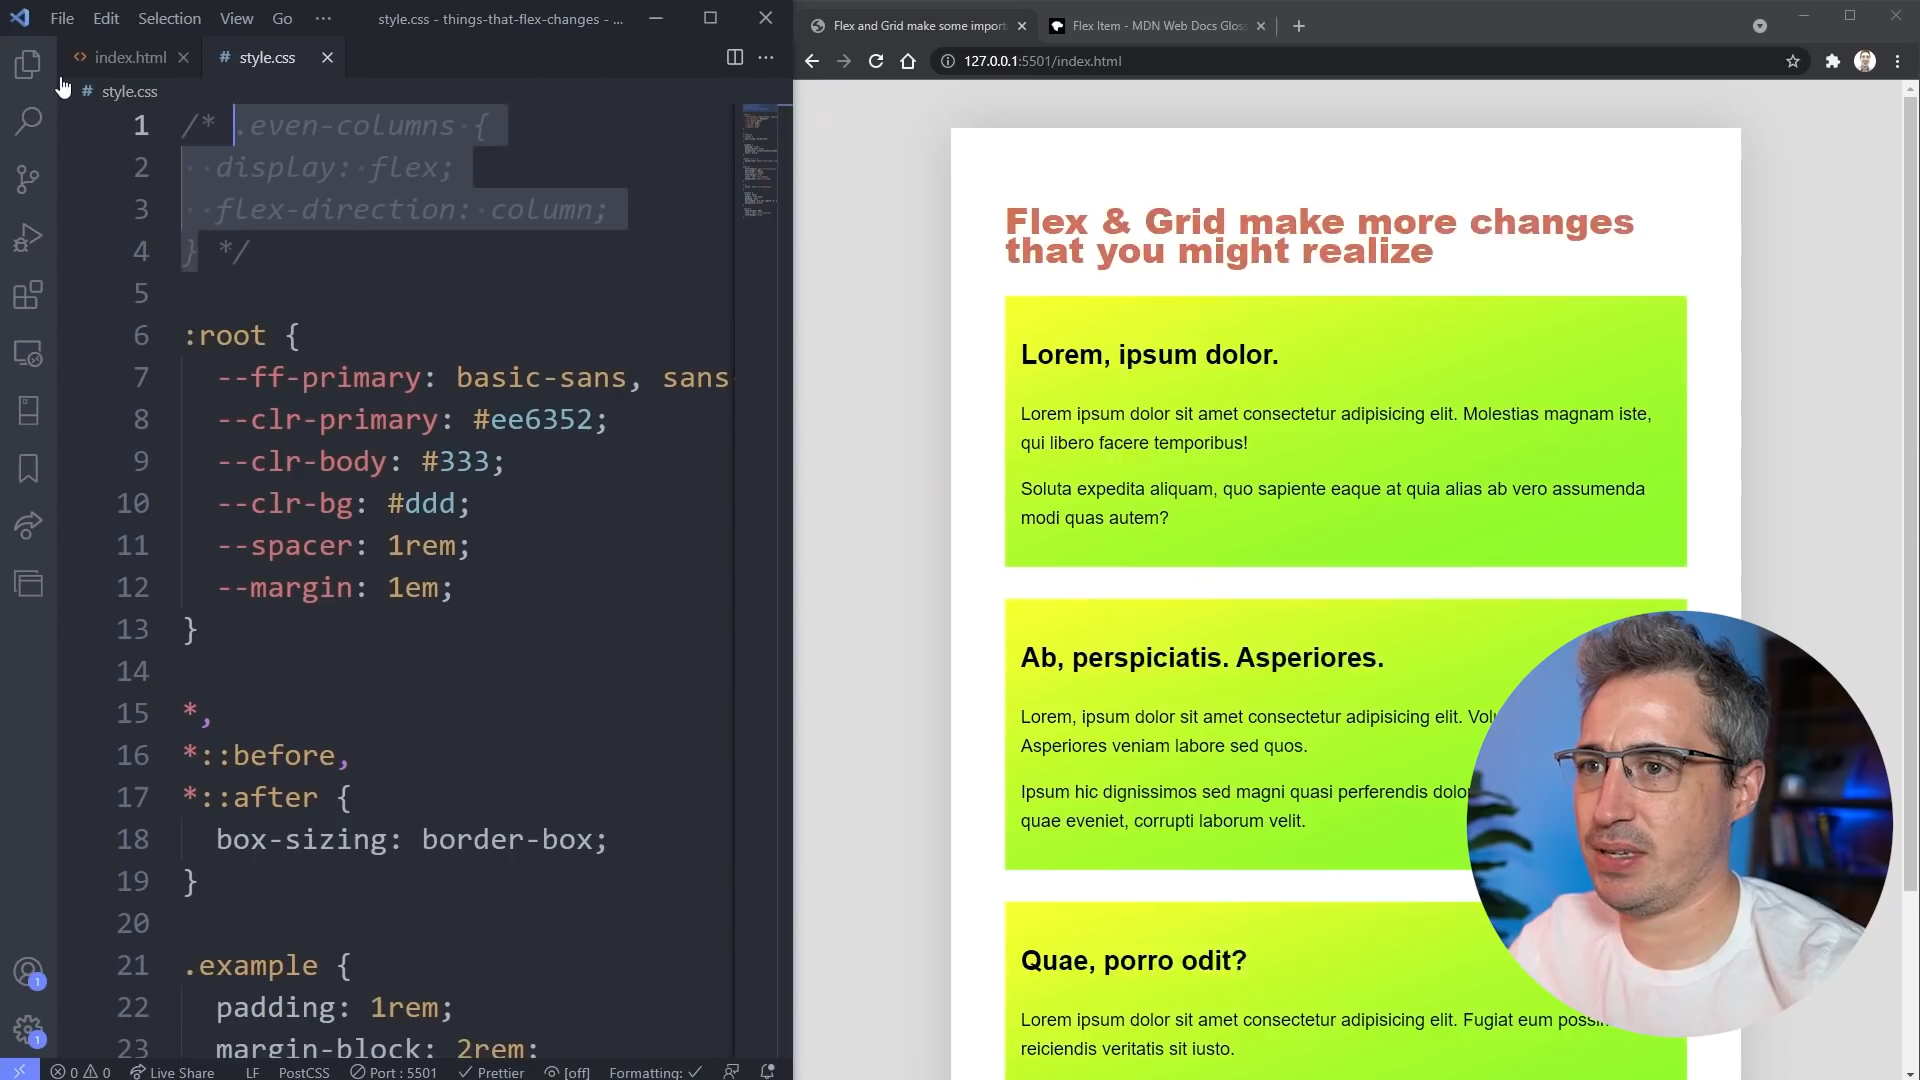 File Edit Selection View Go ··· style.css - things-that-flex-changes - ...
index.html
# style.css
# style.css
1 /* .even-columns {
2 display: flex;
3 flex-direction: column;
4 } */
5
6 :root {
7 --ff-primary: basic-sans, sans-
8 --clr-primary: #ee6352;
9 --clr-body: #333;
10 --clr-bg: #ddd;
11 --spacer: 1rem;
12 --margin: 1em;
13 }
14
15 *,
16 *::before,
17 *::after {
18 box-sizing: border-box;
19 }
20
21 .example {
22 padding: 1rem;
23 margin-block: 2rem;
1
1
0 0 Live Share LF PostCSS Port : 5501 Prettier [off] Formatting:
Flex and Grid make some import
Flex Item - MDN Web Docs Glos
127.0.0.1:5501/index.html
Flex & Grid make more changes
that you might realize
Lorem, ipsum dolor.
Lorem ipsum dolor sit amet consectetur adipisicing elit. Molestias magnam iste,
qui libero facere temporibus!
Soluta expedita aliquam, quo sapiente eaque at quia alias ab vero assumenda
modi quas autem?
Ab, perspiciatis. Asperiores.
Lorem, ipsum dolor sit amet consectetur adipisicing elit.
Asperiores veniam labore sed quos.
Ipsum hic dignissimos sed magni quasi perferendis
quae eveniet, corrupti laborum velit.
Quae, porro odit?
Lorem ipsum dolor sit amet consectetur adipisicing elit. Fugiat eum
reiciendis veritatis sit iusto.